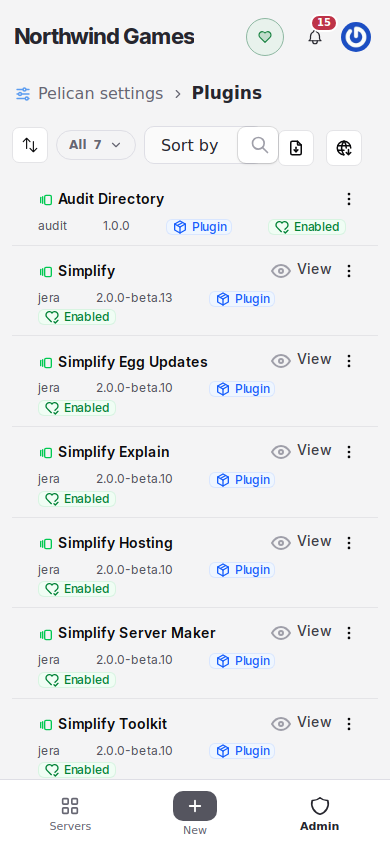 Northwind Games
15
Pelican settings > Plugins
All 7
Sort by
Audit Directory
audit 1.0.0 Plugin Enabled
Simplify View
jera 2.0.0-beta.13 Plugin
Enabled
Simplify Egg Updates View
jera 2.0.0-beta.10 Plugin
Enabled
Simplify Explain View
jera 2.0.0-beta.10 Plugin
Enabled
Simplify Hosting View
jera 2.0.0-beta.10 Plugin
Enabled
Simplify Server Maker View
jera 2.0.0-beta.10 Plugin
Enabled
Simplify Toolkit View
jera 2.0.0-beta.10 Plugin
Enabled
Servers New Admin